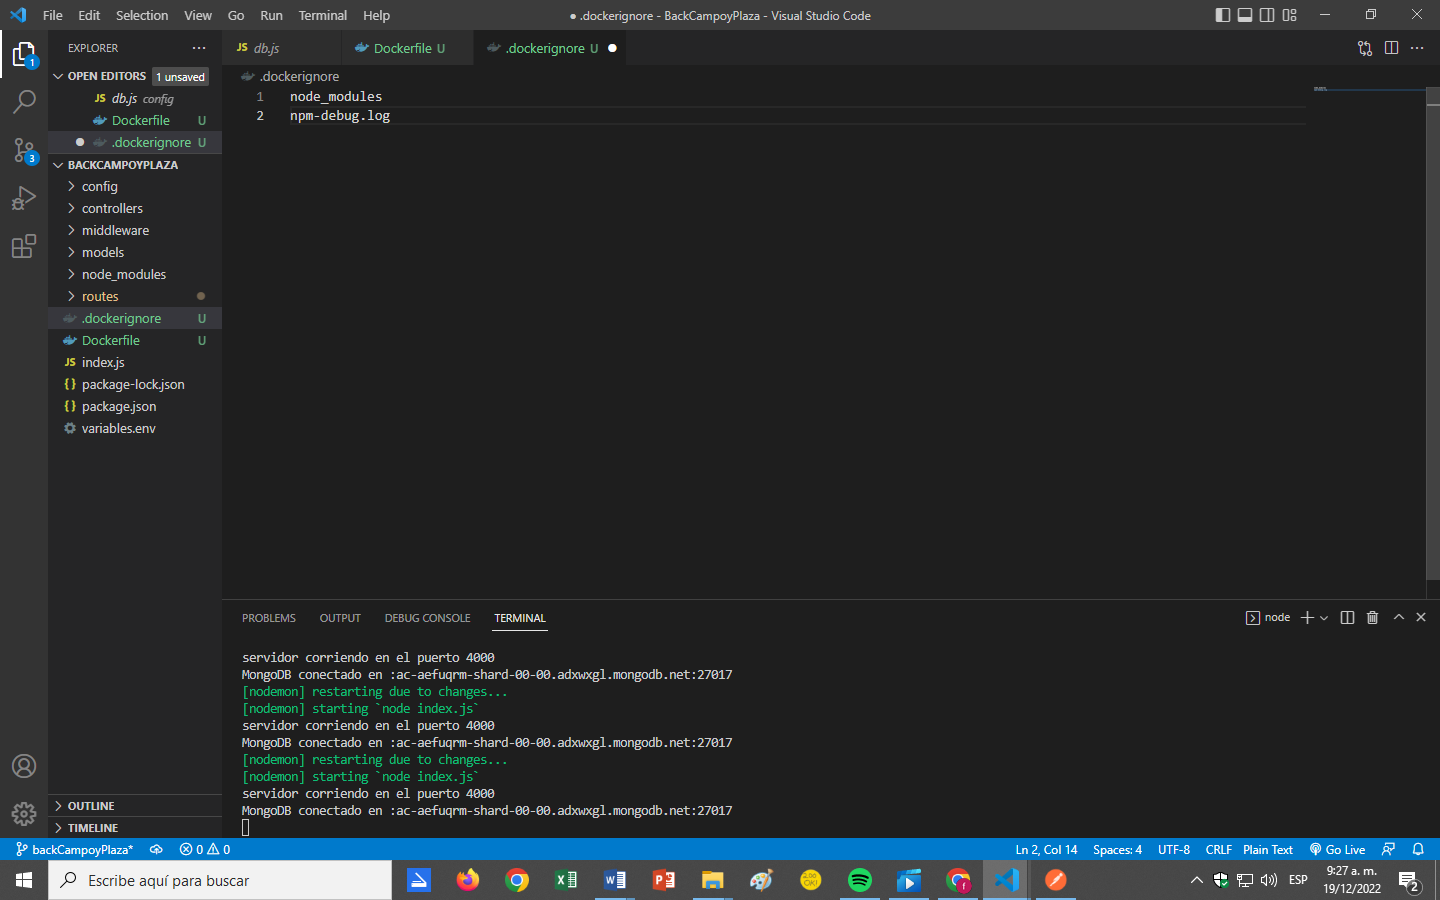 File Edit Selection View Go Run Terminal Help
● .dockerignore - BackCampoyPlaza - Visual Studio Code
EXPLORER ...
OPEN EDITORS 1 unsaved
JS db.js config
Dockerfile U
.dockerignore U
BACKCAMPOYPLAZA
config
controllers
middleware
models
node_modules
routes
.dockerignore U
Dockerfile U
JS index.js
{} package-lock.json
{} package.json
variables.env
OUTLINE
TIMELINE
1
3
JS db.js
Dockerfile U
.dockerignore U
.dockerignore
1 node_modules
2 npm-debug.log
PROBLEMS OUTPUT DEBUG CONSOLE TERMINAL
node
servidor corriendo en el puerto 4000
MongoDB conectado en :ac-aefuqrm-shard-00-00.adxwxgl.mongodb.net:27017
[nodemon] restarting due to changes...
[nodemon] starting `node index.js`
servidor corriendo en el puerto 4000
MongoDB conectado en :ac-aefuqrm-shard-00-00.adxwxgl.mongodb.net:27017
[nodemon] restarting due to changes...
[nodemon] starting `node index.js`
servidor corriendo en el puerto 4000
MongoDB conectado en :ac-aefuqrm-shard-00-00.adxwxgl.mongodb.net:27017
backCampoyPlaza* 0 0
Ln 2, Col 14 Spaces: 4 UTF-8 CRLF Plain Text Go Live
Escribe aquí para buscar
ESP
9:27 a. m.
19/12/2022
2